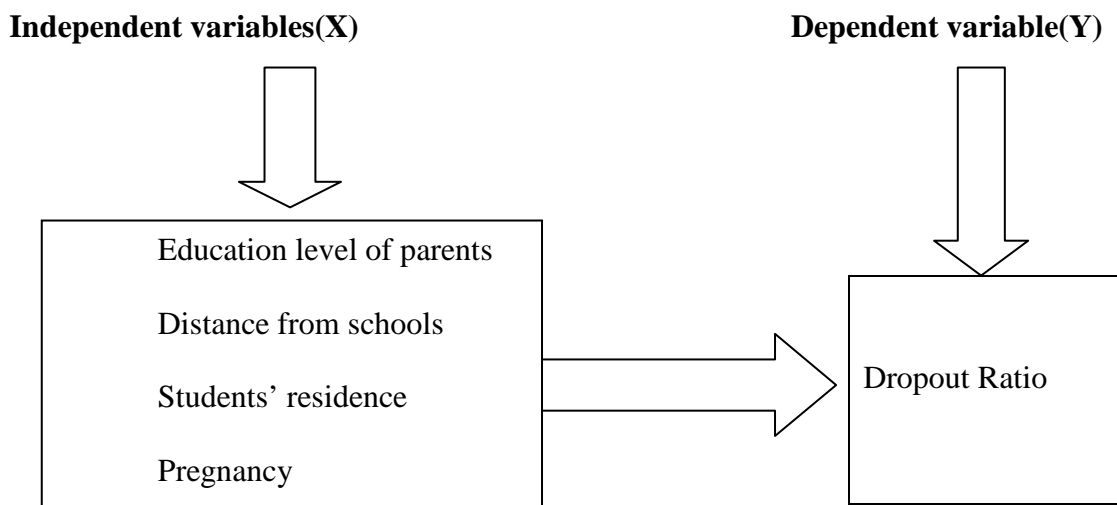 Independent variables(X)
Dependent variable(Y)
Education level of parents
Distance from schools
Students’ residence
Pregnancy
Dropout Ratio